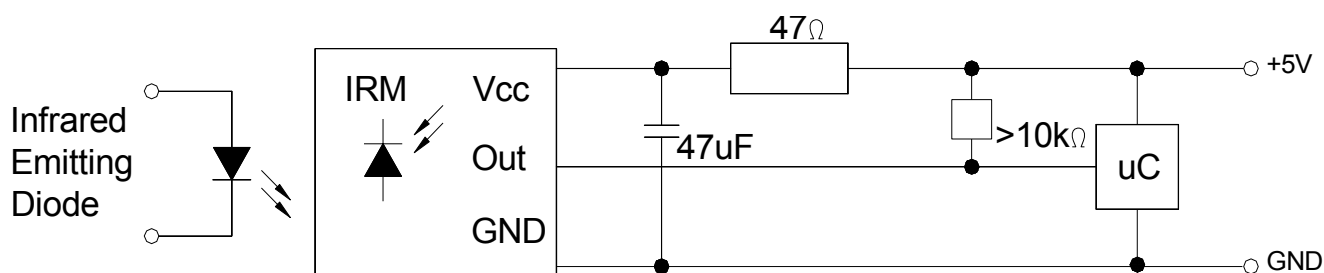 47Ω
+5V
IRM
Vcc
Infrared
Emitting
Diode
47uF
>10kΩ
Out
uC
GND
GND